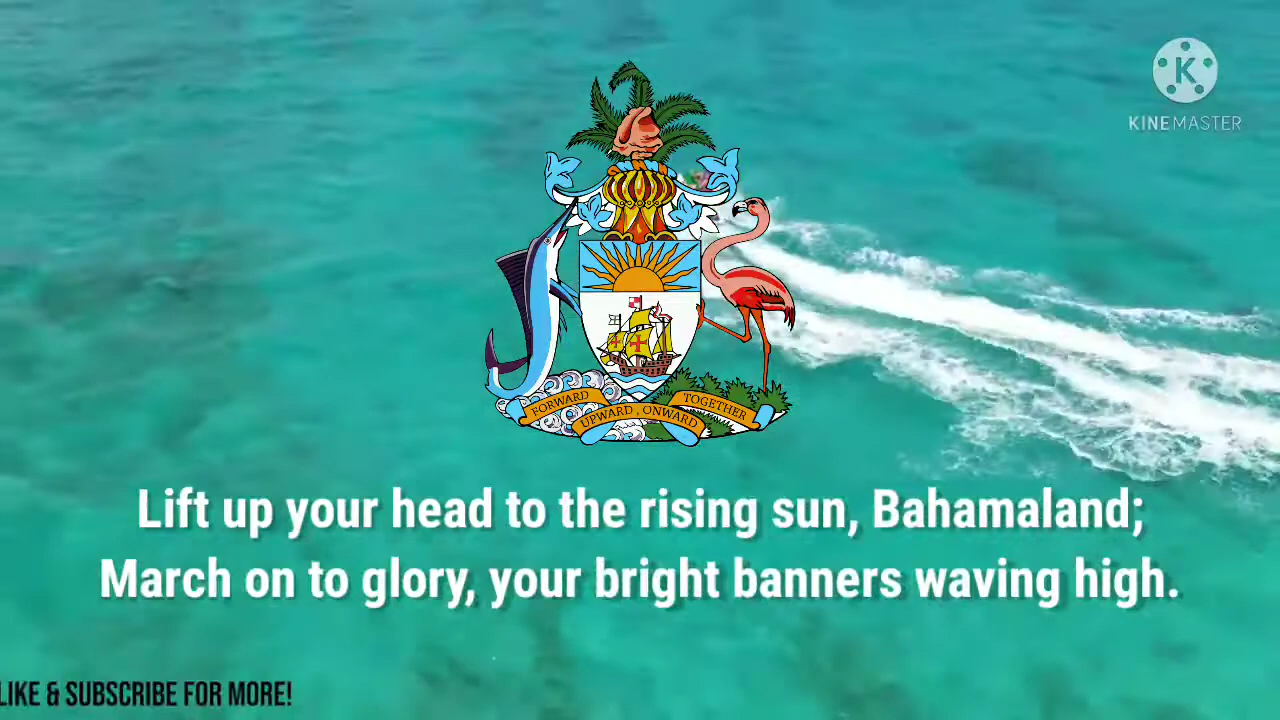 K
KINEMASTER
FORWARD
UPWARD, ONWARD
TOGETHER
Lift up your head to the rising sun, Bahamaland;
March on to glory, your bright banners waving high.
LIKE & SUBSCRIBE FOR MORE!